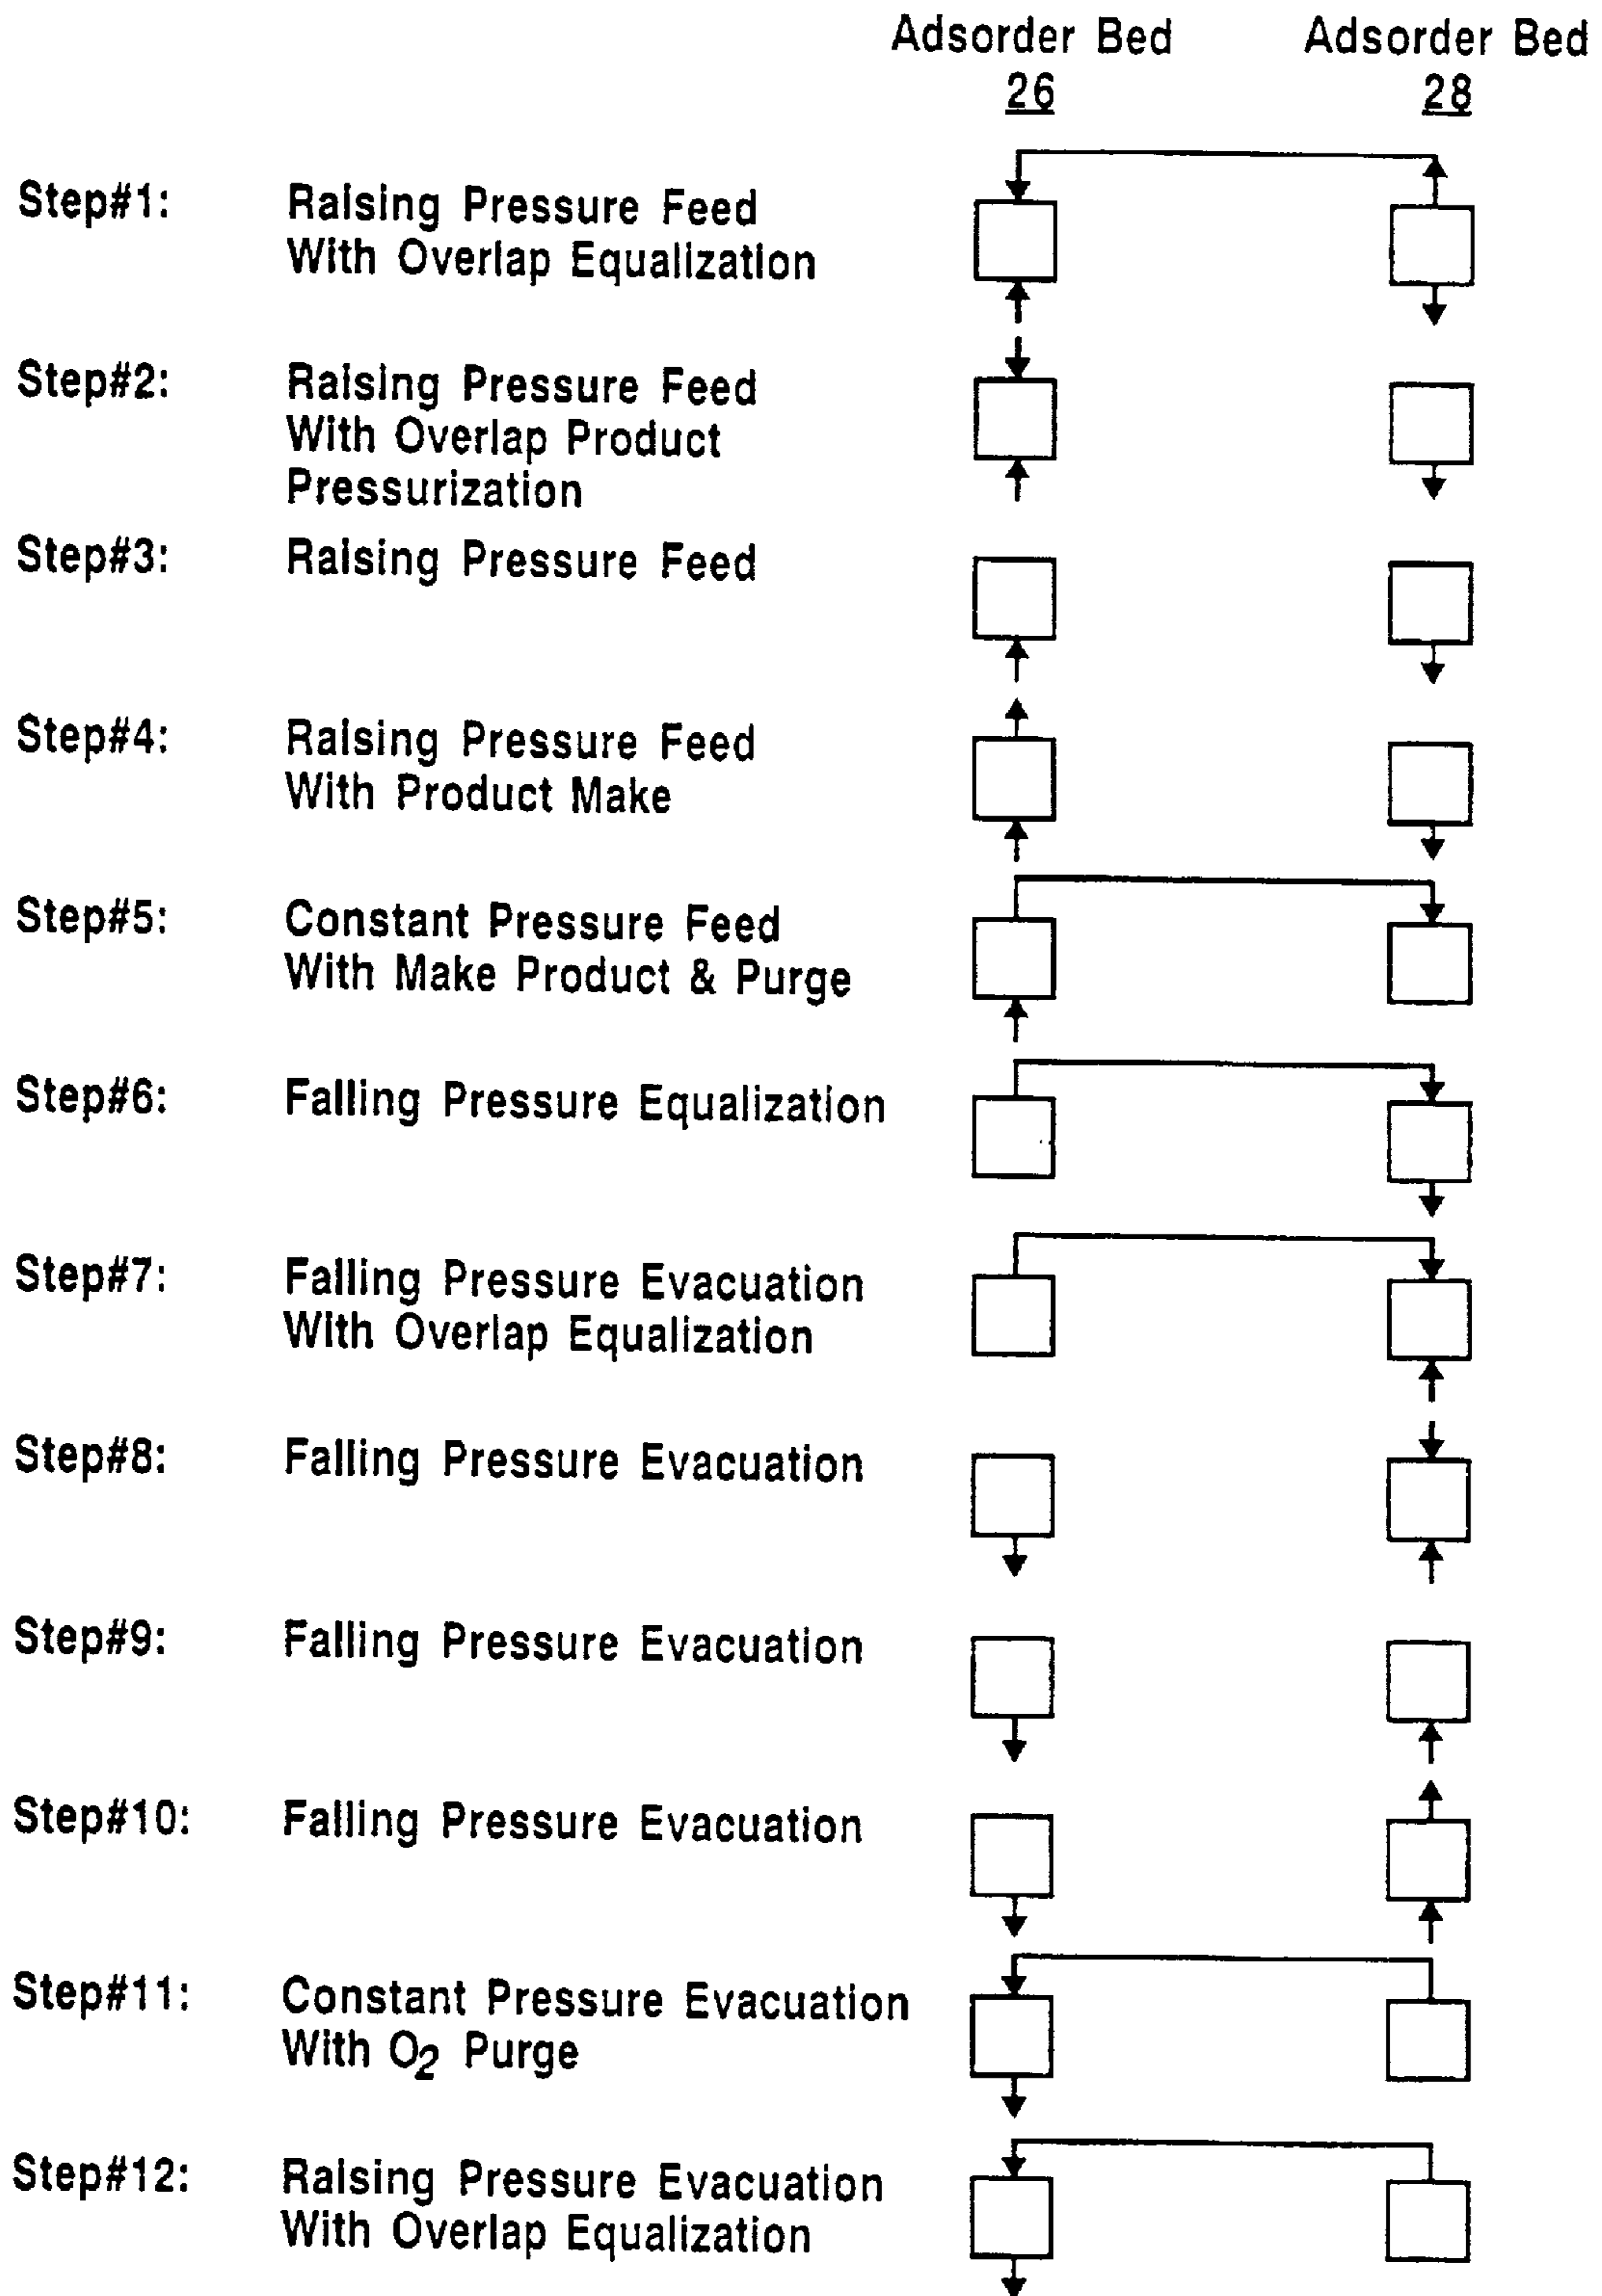 Adsorder Bed Adsorder Bed
26 28
Step#1: Raising Pressure Feed
With Overlap Equalization
Step#2: Raising Pressure Feed
With Overlap Product
Pressurization
Step#3: Raising Pressure Feed
Step#4: Raising Pressure Feed
With Product Make
Step#5: Constant Pressure Feed
With Make Product & Purge
Step#6: Falling Pressure Equalization
Step#7: Falling Pressure Evacuation
With Overlap Equalization
Step#8: Falling Pressure Evacuation
Step#9: Falling Pressure Evacuation
Step#10: Falling Pressure Evacuation
Step#11: Constant Pressure Evacuation
With O2 Purge
Step#12: Raising Pressure Evacuation
With Overlap Equalization